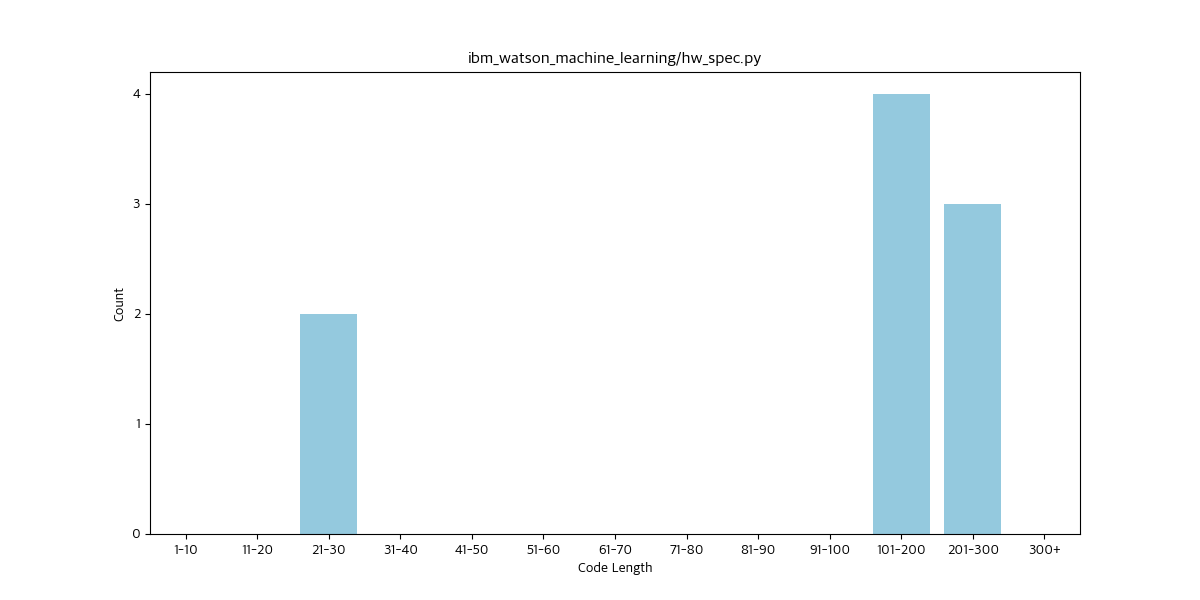 ibm_watson_machine_learning/hw_spec.py
4
3
2
1
0
Count
1-10 11-20 21-30 31-40 41-50 51-60 61-70 71-80 81-90 91-100 101-200 201-300 300+
Code Length